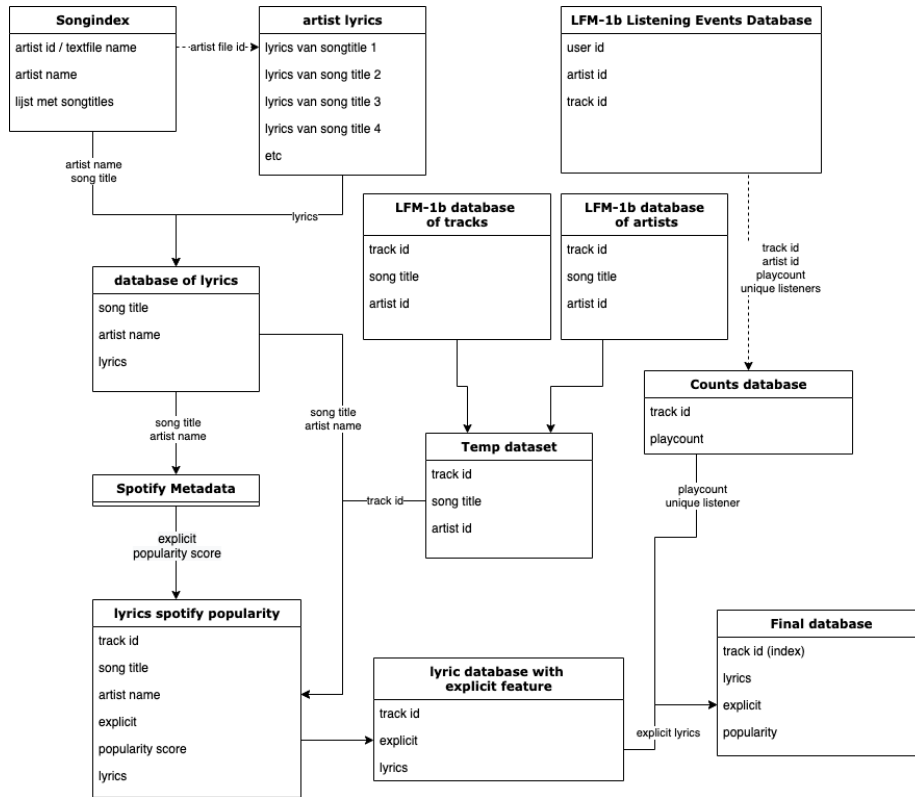 Songindex
artist id / textfile name
artist name
lijst met songtitles
artist file id
artist lyrics
lyrics van songtitle 1
lyrics van song title 2
lyrics van song title 3
lyrics van song title 4
etc
LFM-1b Listening Events Database
user id
artist id
track id
artist name
song title
lyrics
LFM-1b database
of tracks
track id
song title
artist id
LFM-1b database
of artists
track id
song title
artist id
track id
artist id
playcount
unique listeners
database of lyrics
song title
artist name
lyrics
song title
artist name
song title
artist name
Counts database
track id
playcount
Temp dataset
track id
song title
artist id
track id
Spotify Metadata
playcount
unique listener
explicit
popularity score
lyrics spotify popularity
track id
song title
artist name
explicit
popularity score
lyrics
lyric database with
explicit feature
track id
explicit
lyrics
explicit lyrics
Final database
track id (index)
lyrics
explicit
popularity